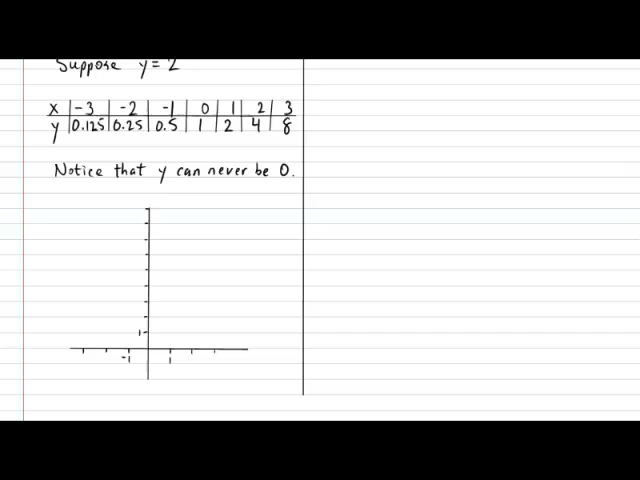 Suppose y = 2
x -3 -2 -1 0 1 2 3
y 0.125 0.25 0.5 1 2 4 8
Notice that y can never be 0.
1
-1 1